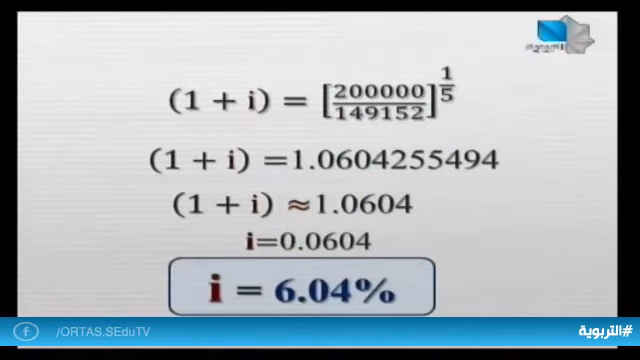 (1 + i) = [200000/149152]^1/5
(1 + i) =1.0604255494
(1 + i) ≈1.0604
i=0.0604
i = 6.04%
/ORTAS.SEduTV
#التربوية